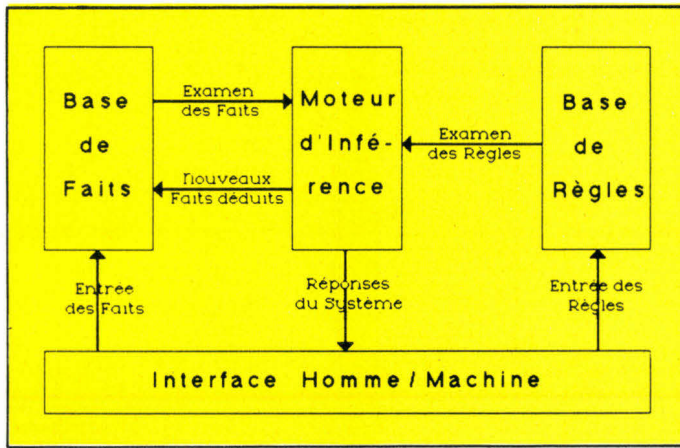 Base
de
Faits
Examen
des Faits
Nouveaux
Faits déduits
Moteur
d'Infé-
rence
Examen
des Règles
Base
de
Règles
Entrée
des Faits
Réponses
du Système
Entrée des
Règles
Interface Homme/Machine